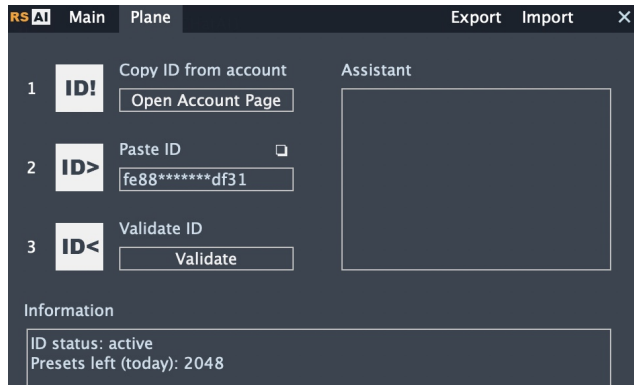 RS AI Main Plane Export Import ×
Copy ID from account
1 ID! Open Account Page
Paste ID
2 ID> fe88*******df31
Validate ID
3 ID< Validate
Assistant
Information
ID status: active
Presets left (today): 2048